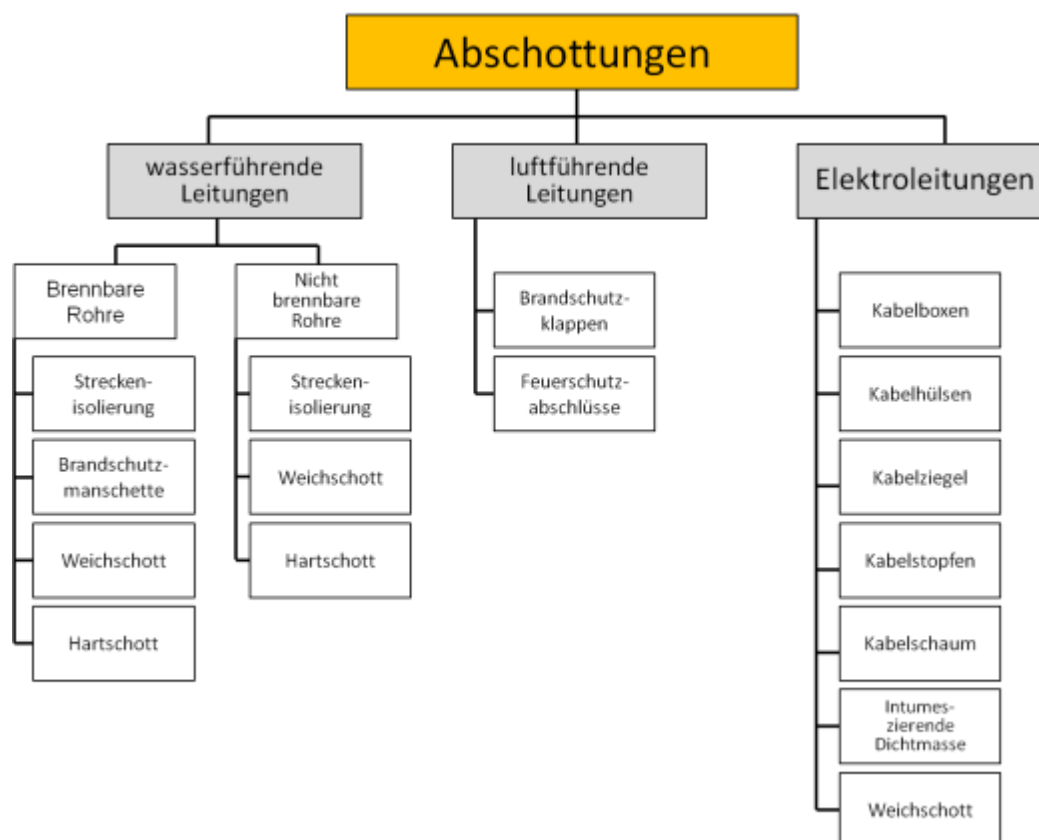 Abschottungen
wasserführende
Leitungen
luftführende
Leitungen
Elektroleitungen
Brennbare
Rohre
Nicht
brennbare
Rohre
Strecken-
isolierung
Brandschutz-
manschette
Weichschott
Hartschott
Strecken-
isolierung
Weichschott
Hartschott
Brandschutz-
klappen
Feuerschutz-
abschlüsse
Kabelboxen
Kabelhülsen
Kabelziegel
Kabelstopfen
Kabelschaum
Intumes-
zierende
Dichtmasse
Weichschott